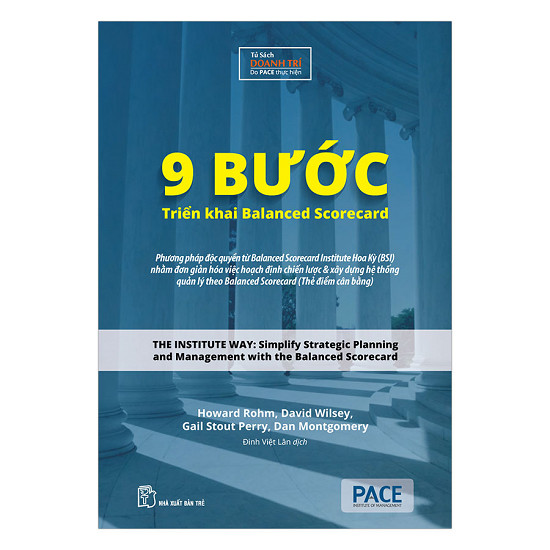 Tủ Sách
DOANH TRÍ
Do PACE thực hiện
9 BƯỚC
Triển khai Balanced Scorecard
Phương pháp độc quyền từ Balanced Scorecard Institute Hoa Kỳ (BSI)
nhằm đơn giản hóa việc hoạch định chiến lược & xây dựng hệ thống
quản lý theo Balanced Scorecard (Thẻ điểm cân bằng)
THE INSTITUTE WAY: Simplify Strategic Planning
and Management with the Balanced Scorecard
Howard Rohm, David Wilsey,
Gail Stout Perry, Dan Montgomery
Đinh Việt Lân dịch
NHÀ XUẤT BẢN TRẺ
PACE
INSTITUTE OF MANAGEMENT